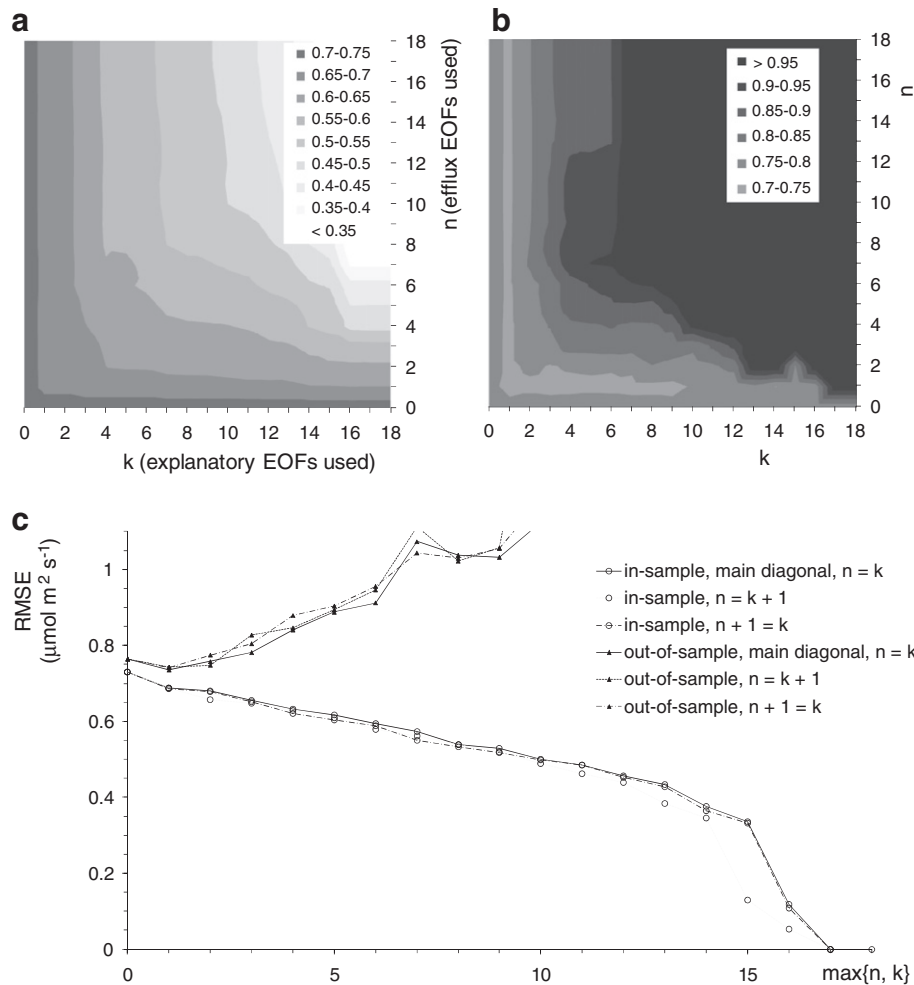 a
0.7-0.75
0.65-0.7
0.6-0.65
0.55-0.6
0.5-0.55
0.45-0.5
0.4-0.45
0.35-0.4
< 0.35
18
16
14
12
10
8
6
4
2
0
n (efflux EOFs used)
0 2 4 6 8 10 12 14 16 18
k (explanatory EOFs used)
b
> 0.95
0.9-0.95
0.85-0.9
0.8-0.85
0.75-0.8
0.7-0.75
18
16
14
12
10
8
6
4
2
0
n
0 2 4 6 8 10 12 14 16 18
k
c
RMSE
(μmol m² s⁻¹)
1
0.8
0.6
0.4
0.2
0
0 5 10 15 max{n, k}
in-sample, main diagonal, n = k
in-sample, n = k + 1
in-sample, n + 1 = k
out-of-sample, main diagonal, n = k
out-of-sample, n = k + 1
out-of-sample, n + 1 = k